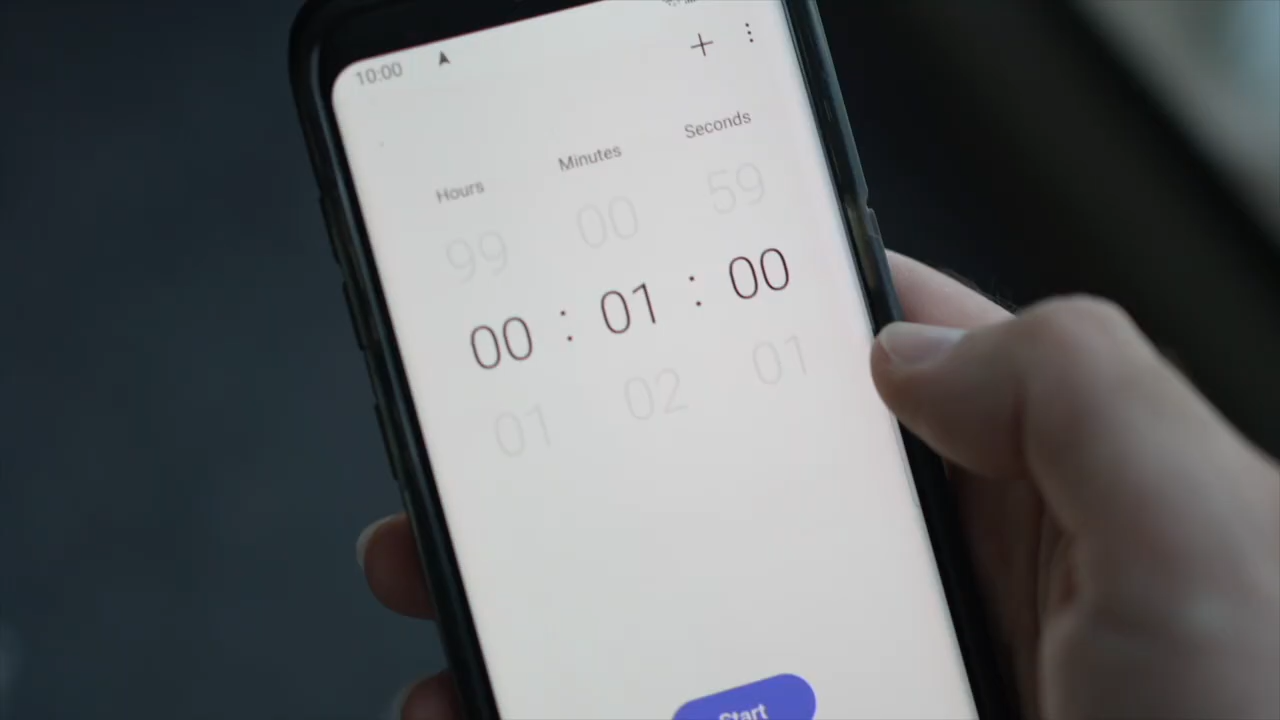 10:00
Hours Minutes Seconds
99 00 59
00 : 01 : 00
01 02 01
Start